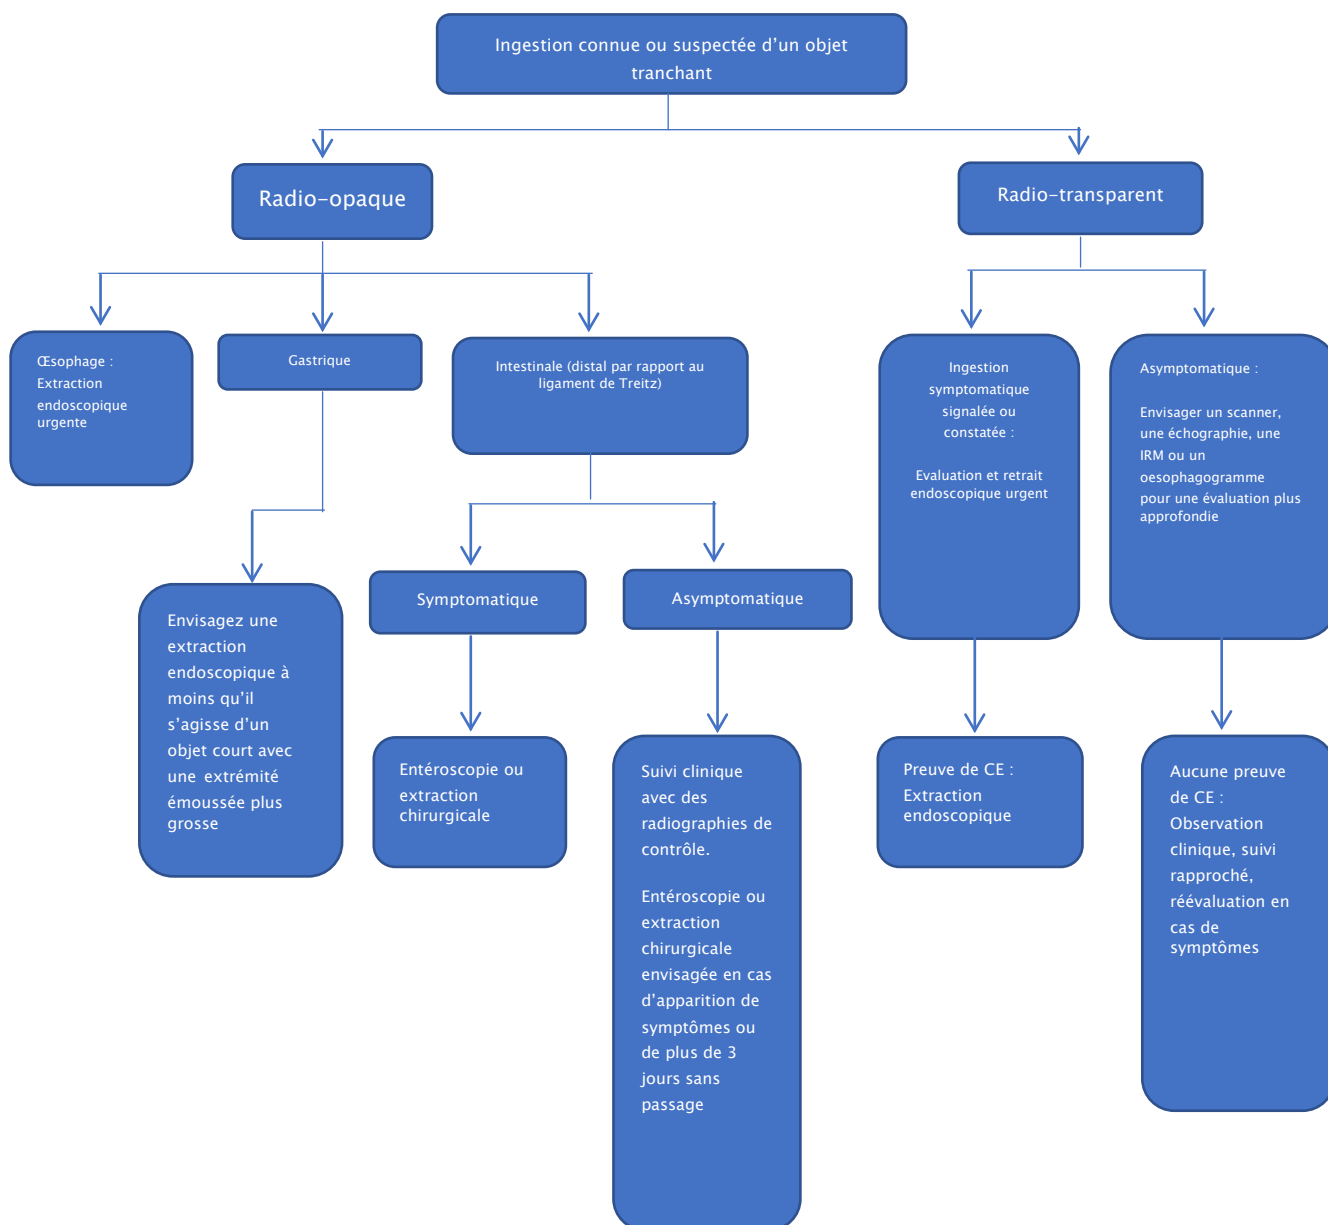 Ingestion connue ou suspectée d’un objet
tranchant
Radio-opaque
Radio-transparent
Œsophage :
Extraction
endoscopique
urgente
Gastrique
Intestinale (distal par rapport au
ligament de Treitz)
Ingestion
symptomatique
signalée ou
constatée :
Evaluation et retrait
endoscopique urgent
Asymptomatique :
Envisager un scanner,
une échographie, une
IRM ou un
oesophagogramme
pour une évaluation plus
approfondie
Envisagez une
extraction
endoscopique à
moins qu’il
s’agisse d’un
objet court avec
une extrémité
émoussée plus
grosse
Symptomatique
Asymptomatique
Entéroscopie ou
extraction
chirurgicale
Suivi clinique
avec des
radiographies de
contrôle.
Entéroscopie ou
extraction
chirurgicale
envisagée en cas
d’apparition de
symptômes ou
de plus de 3
jours sans
passage
Preuve de CE :
Extraction
endoscopique
Aucune preuve
de CE :
Observation
clinique, suivi
rapproché,
réévaluation en
cas de
symptômes